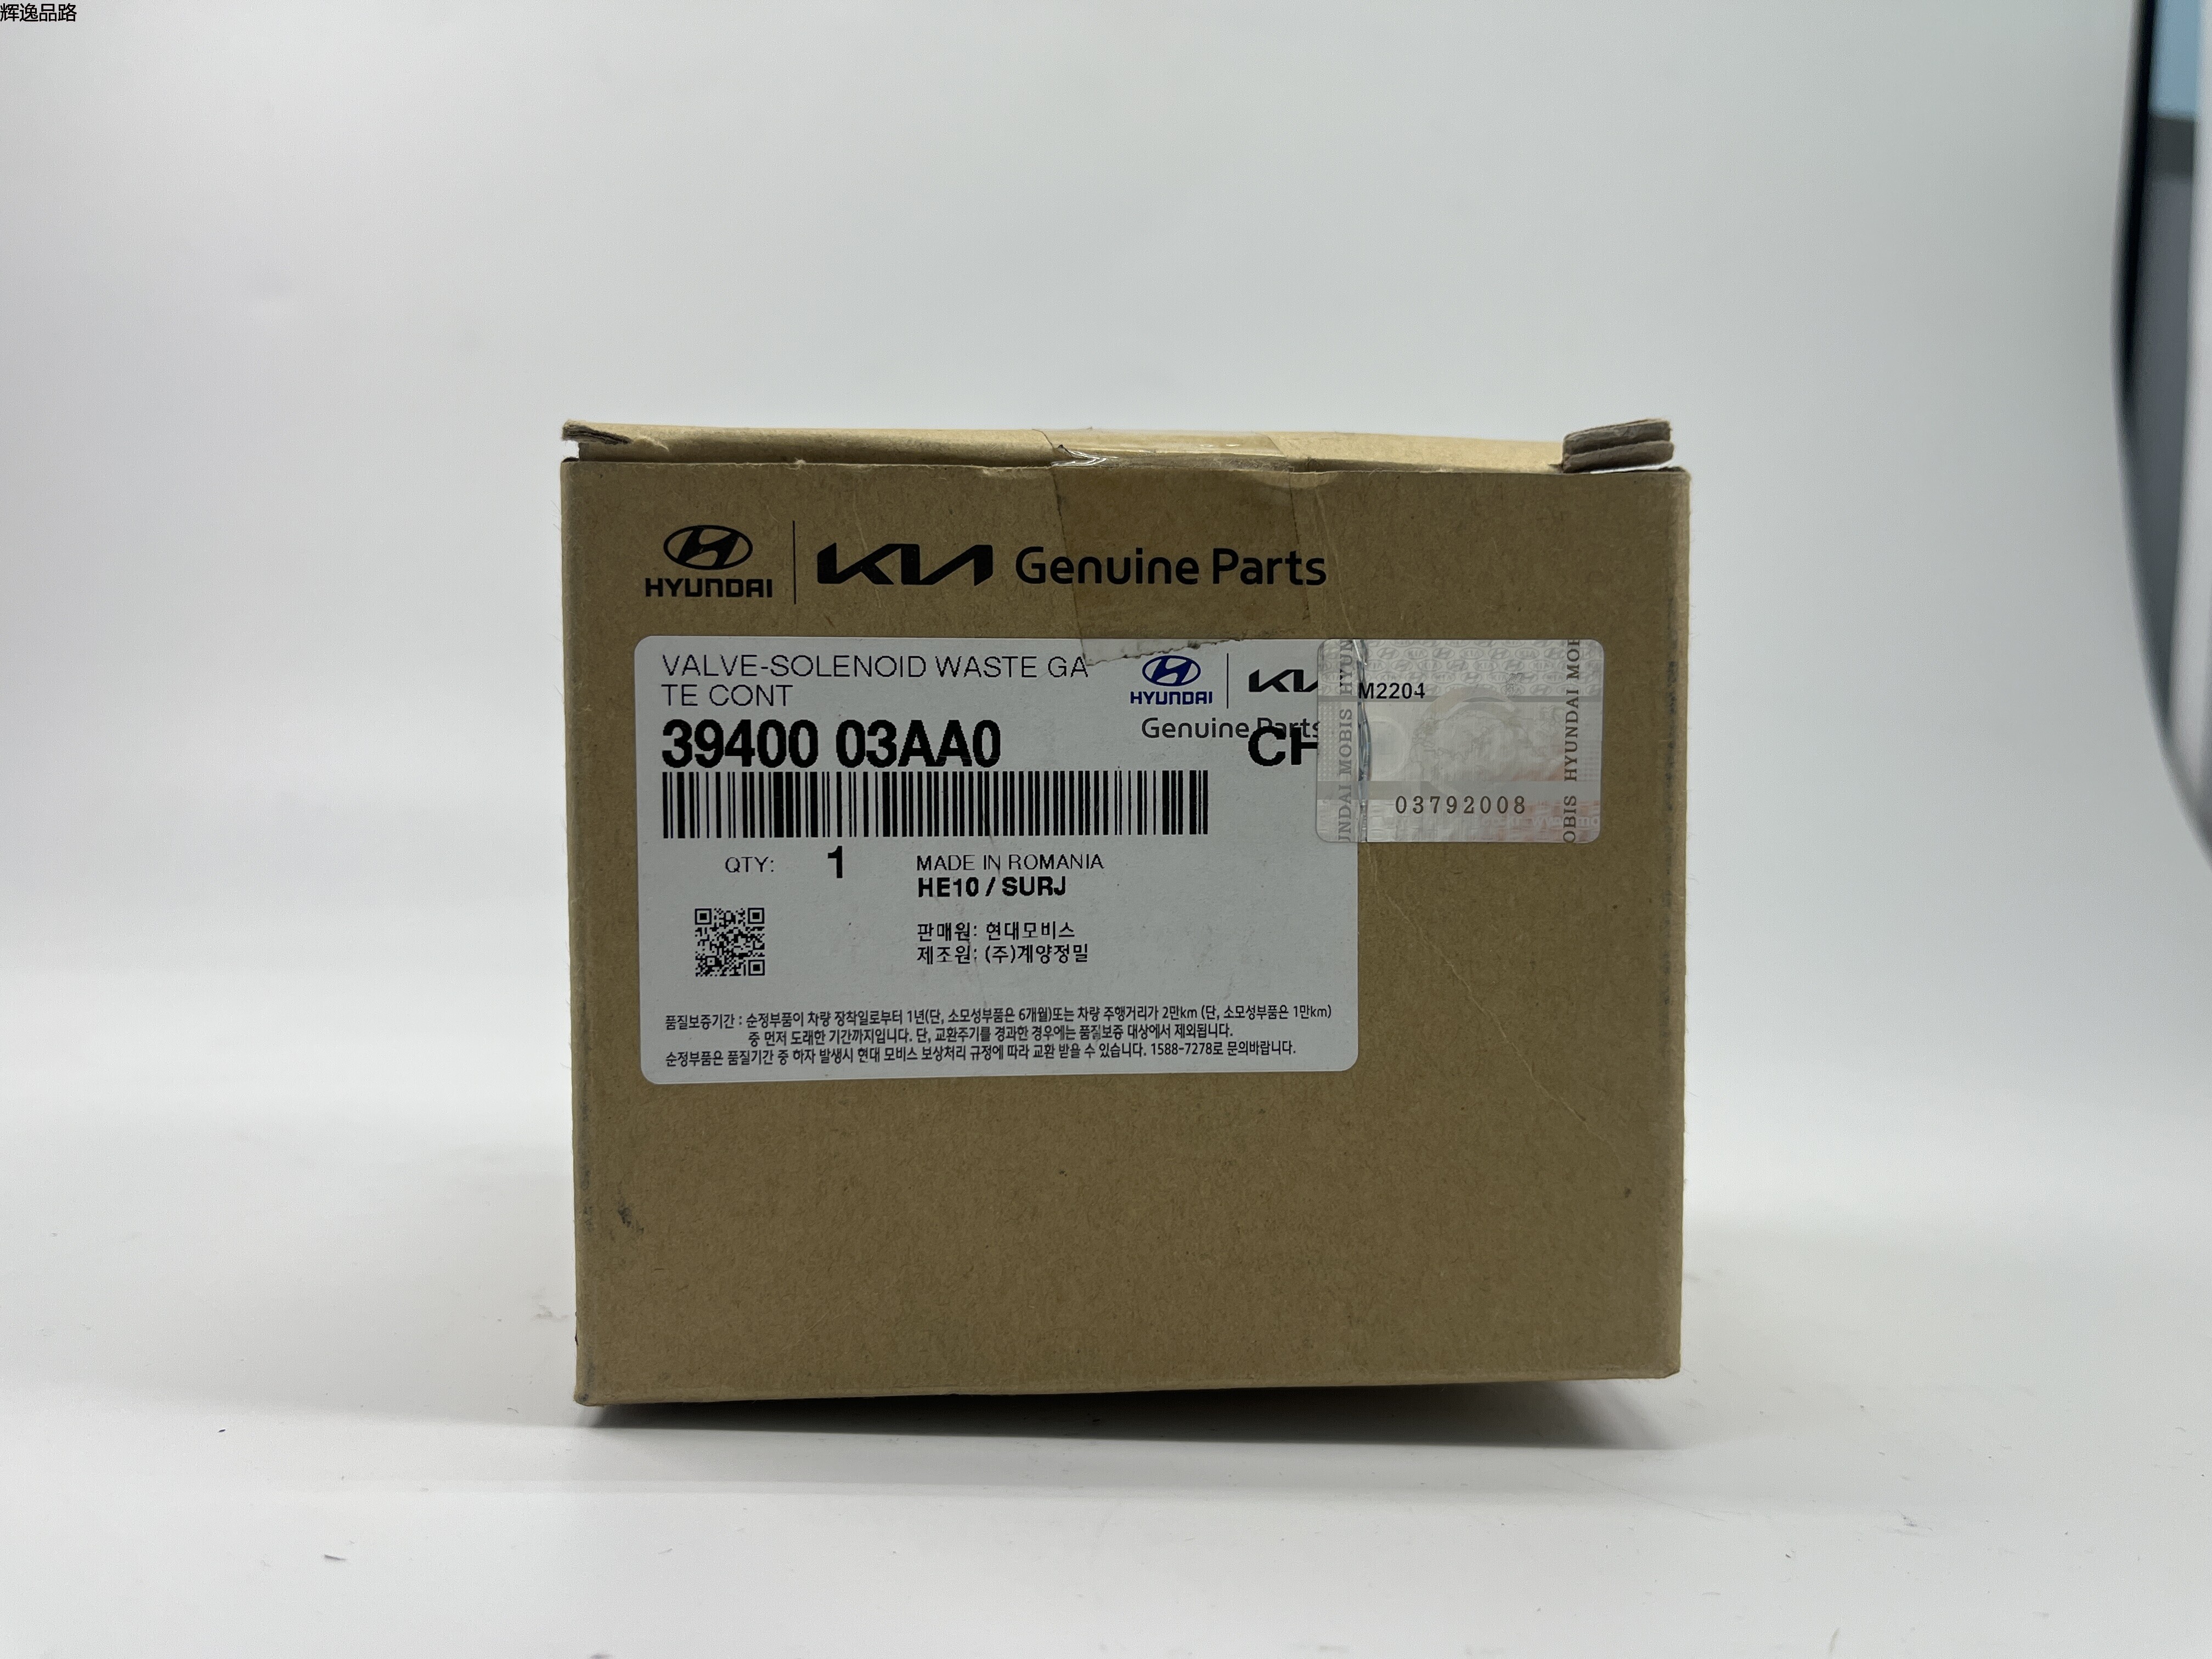 辉逸品路
HYUNDAI
KIA Genuine Parts
VALVE-SOLENOID WASTE GA
TE CONT
HYUNDAI
Genuine Parts
39400 03AA0
CH
M2204
HYUNDAI MOB
03792008
QTY: 1
MADE IN ROMANIA
HE10 / SURJ
판매원: 현대모비스
제조원: (주)계양정밀
품질보증기간 : 순정부품이 차량 장착일로부터 1년(단, 소모성부품은 6개월)또는 차량 주행거리가 2만km (단, 소모성부품은 1만km)
중 먼저 도래한 기간까지입니다. 단, 교환주기를 경과한 경우에는 품질보증 대상에서 제외됩니다.
순정부품은 품질기간 중 하자 발생시 현대 모비스 보상처리 규정에 따라 교환 받을 수 있습니다. 1588-7278로 문의바랍니다.